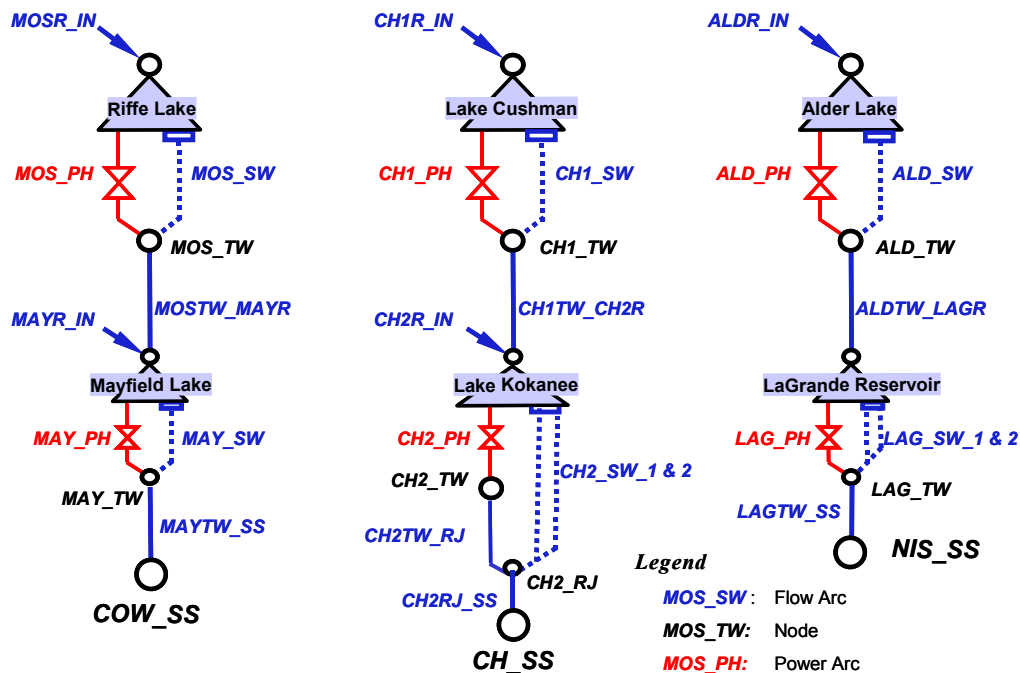 MOSR_IN
CH1R_IN
ALDR_IN
Riffe Lake
Lake Cushman
Alder Lake
MOS_PH
MOS_SW
CH1_PH
CH1_SW
ALD_PH
ALD_SW
MOS_TW
CH1_TW
ALD_TW
MOSTW_MAYR
CH1TW_CH2R
ALDTW_LAGR
MAYR_IN
CH2R_IN
Mayfield Lake
Lake Kokanee
LaGrande Reservoir
MAY_PH
MAY_SW
CH2_PH
CH2_SW_1 & 2
LAG_PH
LAG_SW_1 & 2
MAY_TW
CH2_TW
LAG_TW
MAYTW_SS
CH2TW_RJ
LAGTW_SS
COW_SS
CH2_RJ
NIS_SS
CH2RJ_SS
CH_SS
Legend
MOS_SW : Flow Arc
MOS_TW: Node
MOS_PH: Power Arc